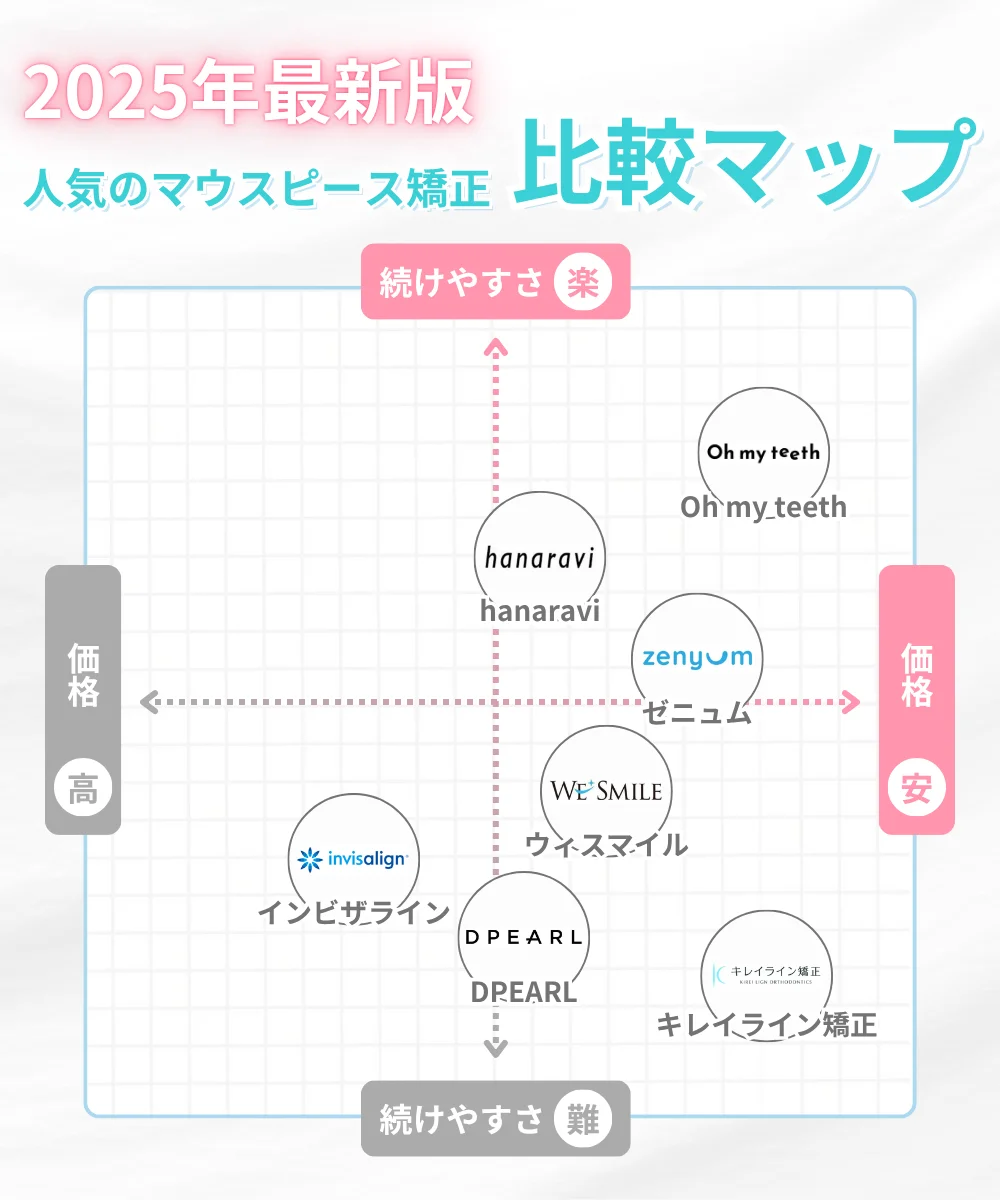 2025年最新版
人気のマウスピース矯正 比較マップ
続けやすさ 楽
Oh my teeth
Oh my teeth
hanaravi
hanaravi
価格 高
価格 安
zenyum
ゼニュム
WE SMILE
ウィスマイル
invisalign
インビザライン
DPEARL
DPEARL
キレイライン矯正
KIREI LIGN ORTHODONTICS
キレイライン矯正
続けやすさ 難